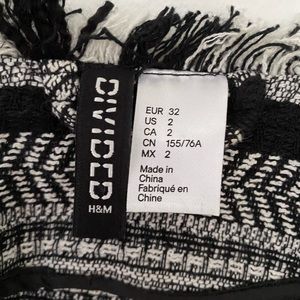 DIVIDED
H&M
EUR 32
US 2
CA 2
CN 155/76A
MX 2
Made in
China
Fabriqué en
Chine